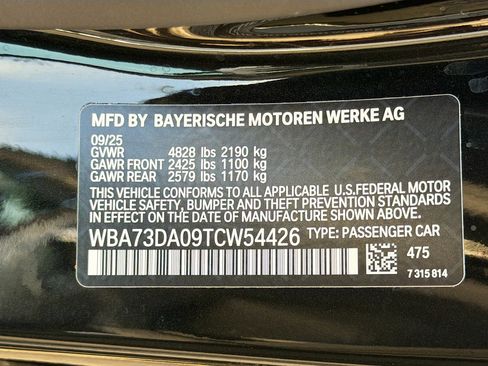 MFD BY BAYERISCHE MOTOREN WERKE AG
09/25
GVWR 4828 lbs 2190 kg
GAWR FRONT 2425 lbs 1100 kg
GAWR REAR 2579 lbs 1170 kg
THIS VEHICLE CONFORMS TO ALL APPLICABLE U.S.FEDERAL MOTOR
VEHICLE SAFETY, BUMPER AND THEFT PREVENTION STANDARDS IN
EFFECT ON THE DATE OF MANUFACTURE SHOWN ABOVE.
WBA73DA09TCW54426 TYPE: PASSENGER CAR
475
7 315 814